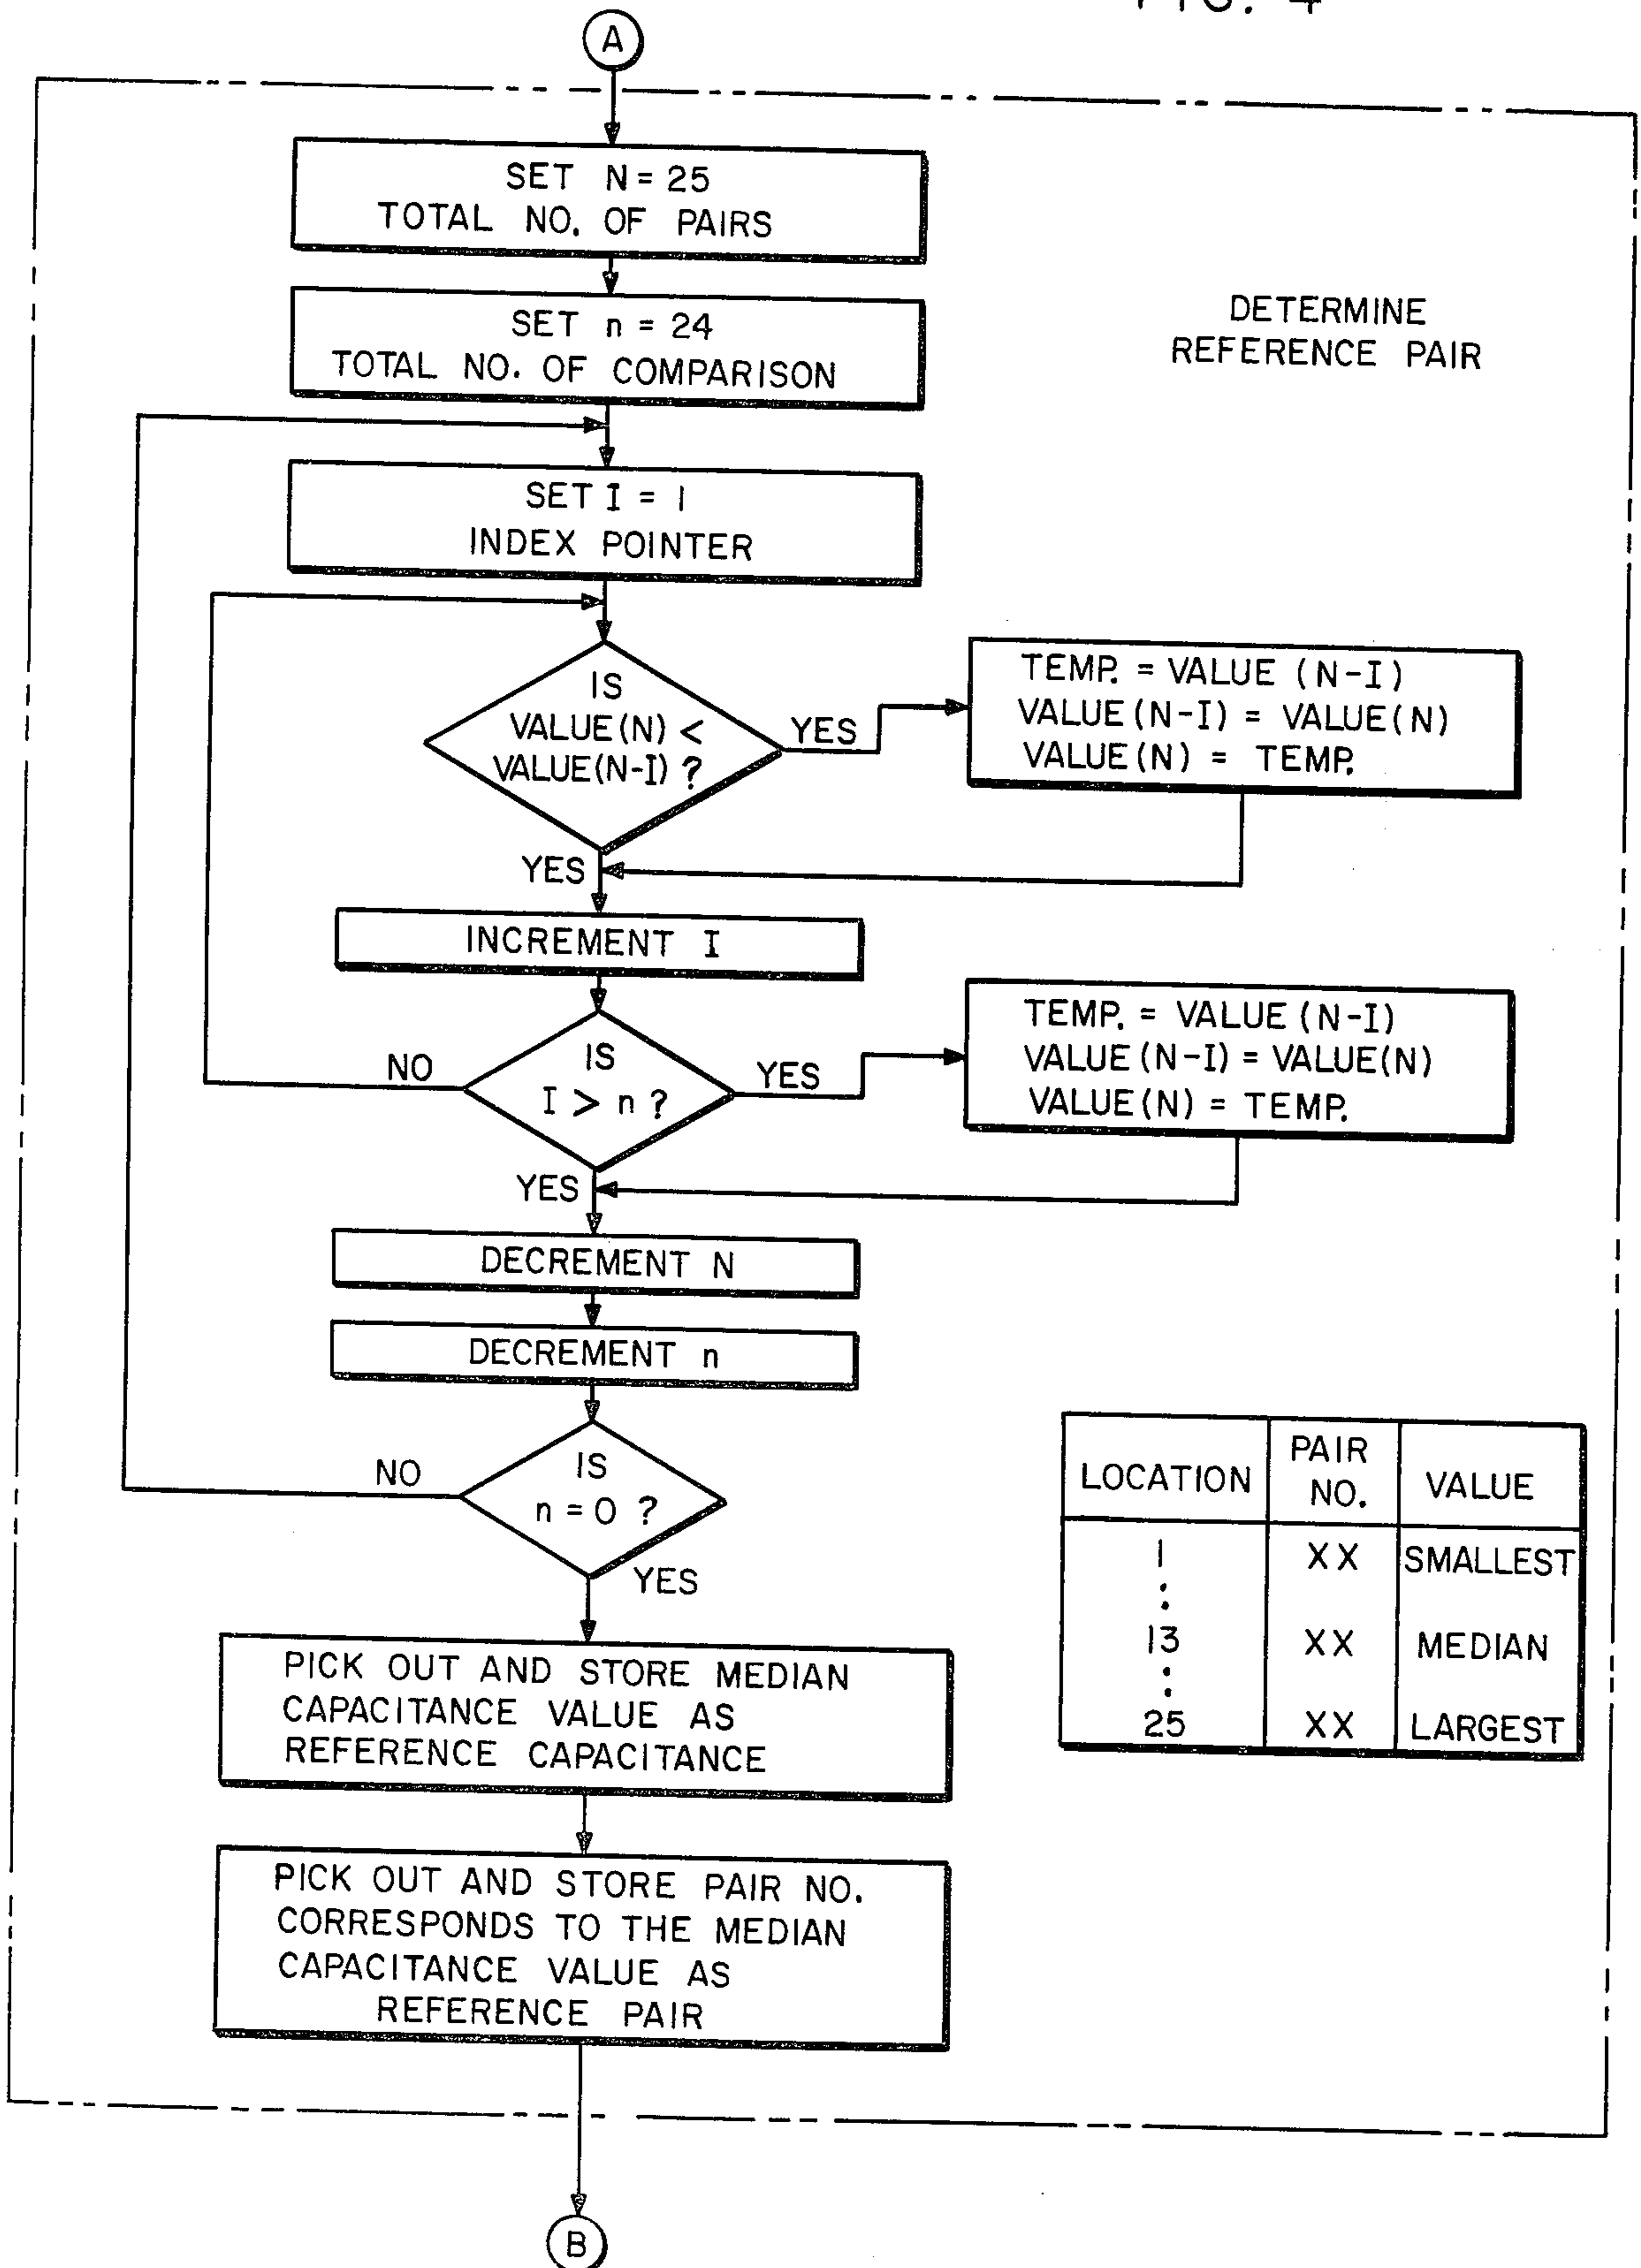 FIG. 4
A
SET N = 25
TOTAL NO. OF PAIRS
SET n = 24
TOTAL NO. OF COMPARISON
DETERMINE
REFERENCE PAIR
SET I = 1
INDEX POINTER
IS
VALUE(N) <
VALUE(N-I) ?
YES
TEMP. = VALUE (N-I)
VALUE(N-I) = VALUE(N)
VALUE(N) = TEMP.
YES
INCREMENT I
IS
I > n ?
NO
YES
TEMP. = VALUE (N-I)
VALUE(N-I) = VALUE(N)
VALUE(N) = TEMP.
YES
DECREMENT N
DECREMENT n
IS
n = 0 ?
NO
YES
LOCATION PAIR NO. VALUE
1 XX SMALLEST
13 XX MEDIAN
25 XX LARGEST
PICK OUT AND STORE MEDIAN
CAPACITANCE VALUE AS
REFERENCE CAPACITANCE
PICK OUT AND STORE PAIR NO.
CORRESPONDS TO THE MEDIAN
CAPACITANCE VALUE AS
REFERENCE PAIR
B